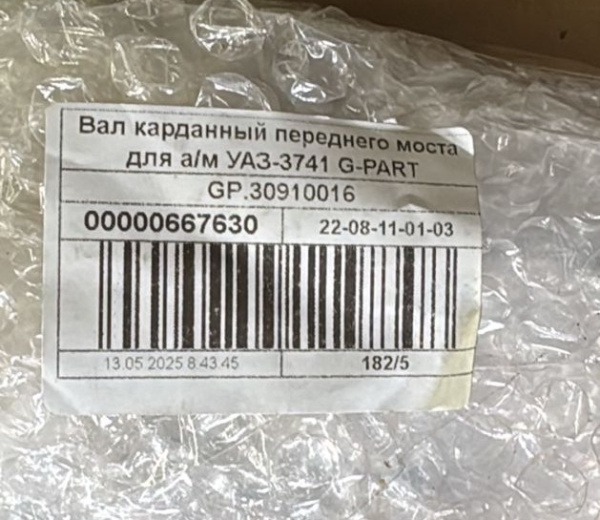 Вал карданный переднего моста
для а/м УАЗ-3741 G-PART
GP.30910016
00000667630
22-08-11-01-03
13.05.2025 8:43:45
182/5